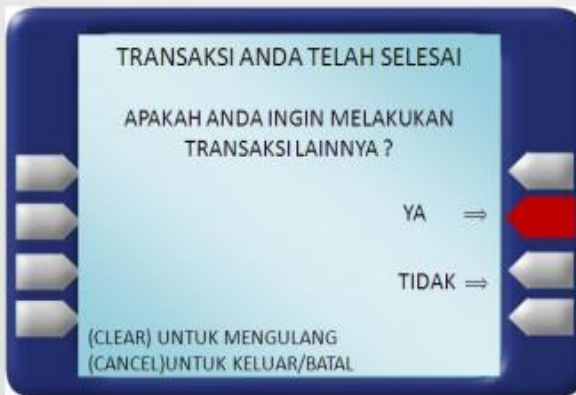 TRANSAKSI ANDA TELAH SELESAI
APAKAH ANDA INGIN MELAKUKAN
TRANSAKSI LAINNYA ?
YA ⇒
TIDAK ⇒
(CLEAR) UNTUK MENGULANG
(CANCEL)UNTUK KELUAR/BATAL